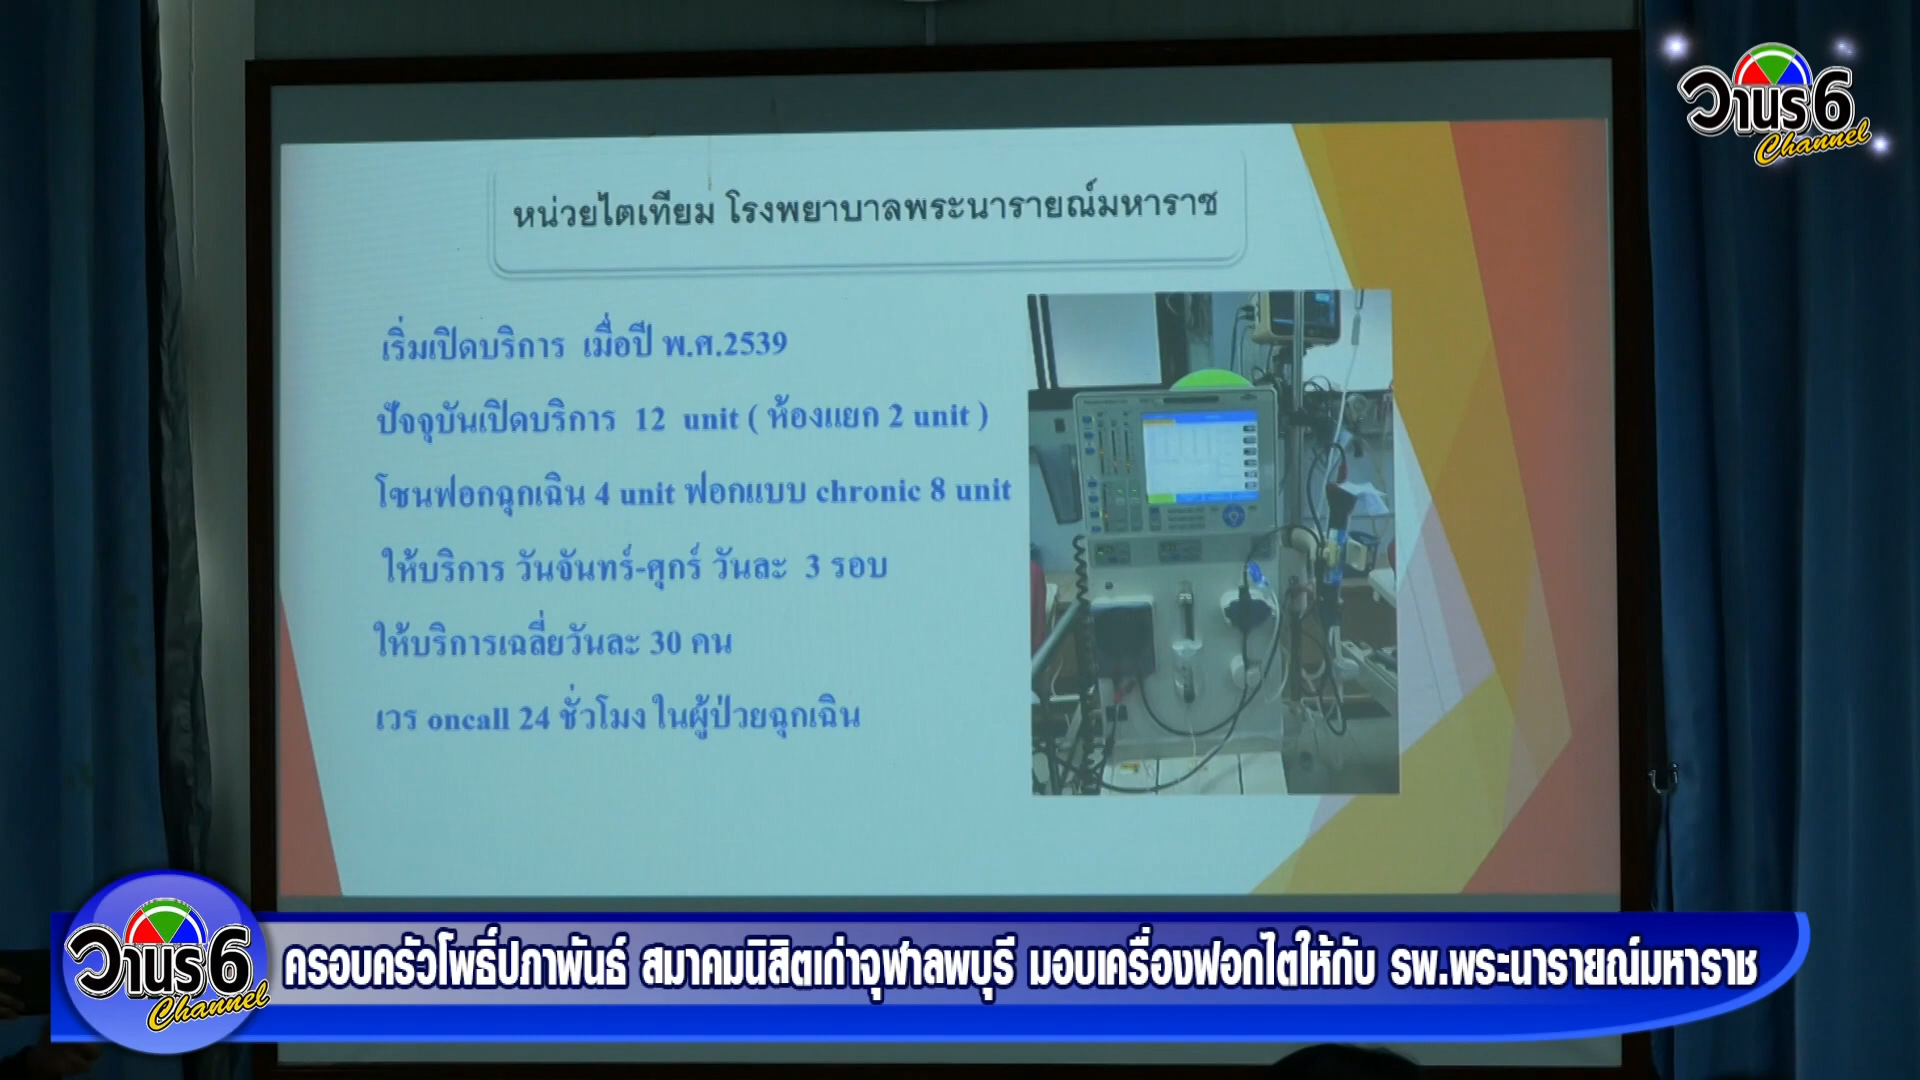 วานร6
Channel
หน่วยไตเทียม โรงพยาบาลพระนารายณ์มหาราช
เริ่มเปิดบริการ เมื่อปี พ.ศ.2539
ปัจจุบันเปิดบริการ 12 unit ( ห้องแยก 2 unit )
โซนฟอกฉุกเฉิน 4 unit ฟอกแบบ chronic 8 unit
ให้บริการ วันจันทร์-ศุกร์ วันละ 3 รอบ
ให้บริการเฉลี่ยวันละ 30 คน
เวร oncall 24 ชั่วโมง ในผู้ป่วยฉุกเฉิน
วานร6
Channel
ครอบครัวโพธิ์ปภาพันธ์ สมาคมนิสิตเก่าจุฬาลพบุรี มอบเครื่องฟอกไตให้กับ รพ.พระนารายณ์มหาราช